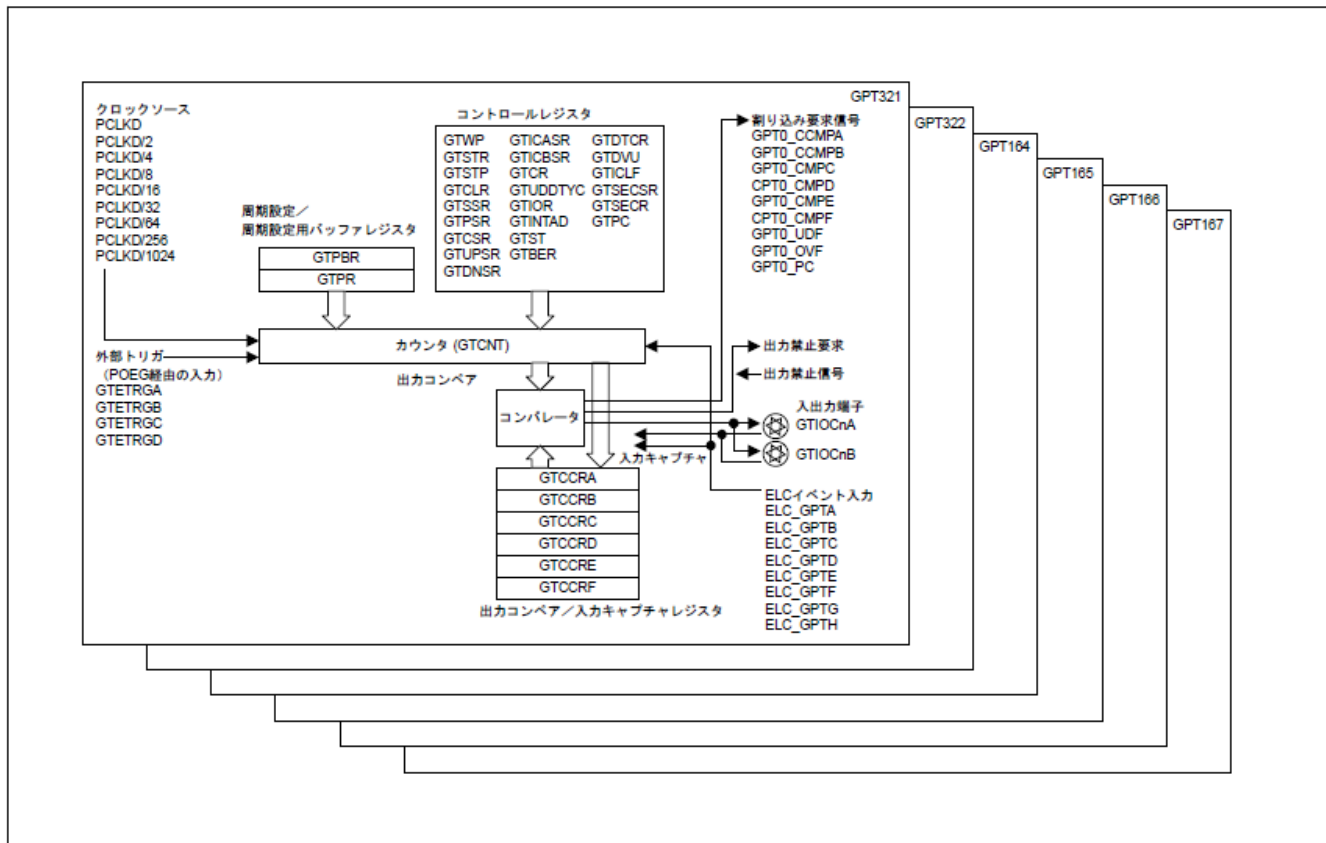 GPT321
GPT322
GPT164
GPT165
GPT166
GPT167
クロックソース
PCLKD
PCLKD/2
PCLKD/4
PCLKD/8
PCLKD/16
PCLKD/32
PCLKD/64
PCLKD/256
PCLKD/1024
周期設定/
周期設定用バッファレジスタ
GTPBR
GTPR
コントロールレジスタ
GTWP GTICASR GTDTCR
GTSTR GTICBSR GTDVU
GTSTP GTCR GTICLF
GTCLR GTUDDTYC GTSECSR
GTSSR GTIOR GTSECR
GTPSR GTINTAD GTPC
GTCSR GTST
GTUPSR GTBER
GTDNSR
割り込み要求信号
GPT0_CCMPA
GPT0_CCMPB
GPT0_CMPC
CPT0_CMPD
GPT0_CMPE
CPT0_CMPF
GPT0_UDF
GPT0_OVF
GPT0_PC
カウンタ (GTCNT)
外部トリガ
(POEG経由の入力)
GTETRGA
GTETRGB
GTETRGC
GTETRGD
出力コンペア
コンパレータ
出力禁止要求
出力禁止信号
入出力端子
GTIOCnA
GTIOCnB
入力キャプチャ
GTCCRA
GTCCRB
GTCCRC
GTCCRD
GTCCRE
GTCCRF
出力コンペア/入力キャプチャレジスタ
ELCイベント入力
ELC_GPTA
ELC_GPTB
ELC_GPTC
ELC_GPTD
ELC_GPTE
ELC_GPTF
ELC_GPTG
ELC_GPTH